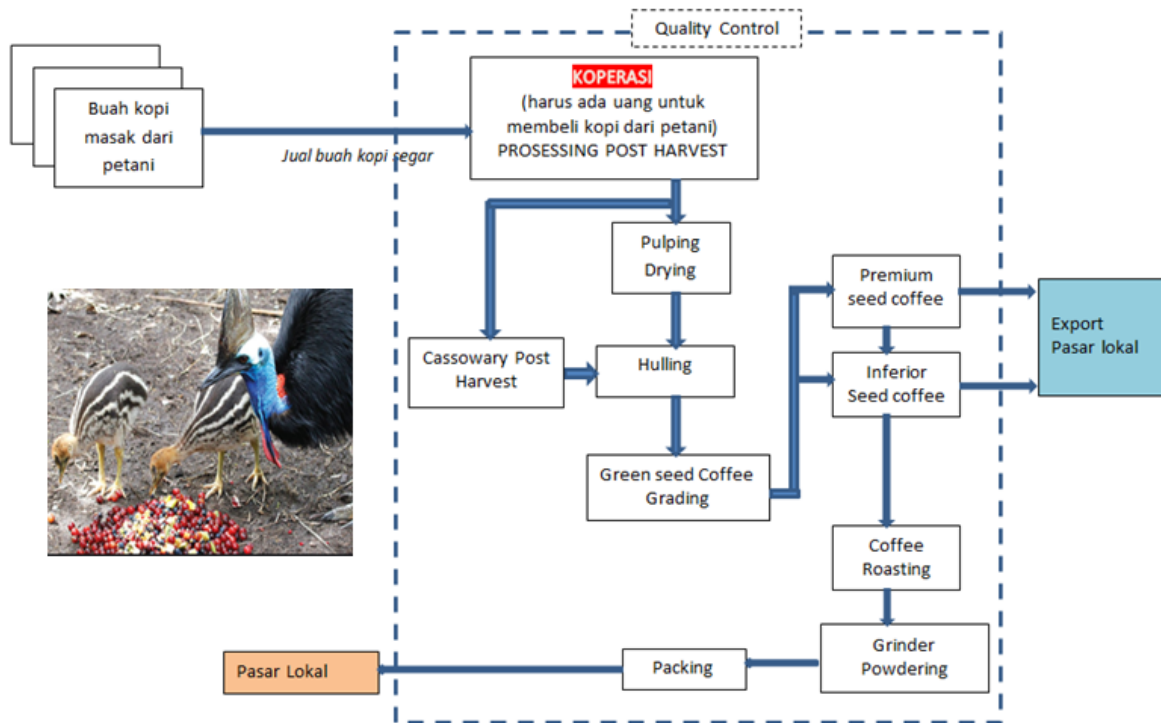 Quality Control
Buah kopi
masak dari
petani
Jual buah kopi segar
KOPERASI
(harus ada uang untuk
membeli kopi dari petani)
PROSESSING POST HARVEST
Pulping
Drying
Cassowary Post
Harvest
Hulling
Green seed Coffee
Grading
Premium
seed coffee
Inferior
Seed coffee
Export
Pasar lokal
Coffee
Roasting
Grinder
Powdering
Packing
Pasar Lokal